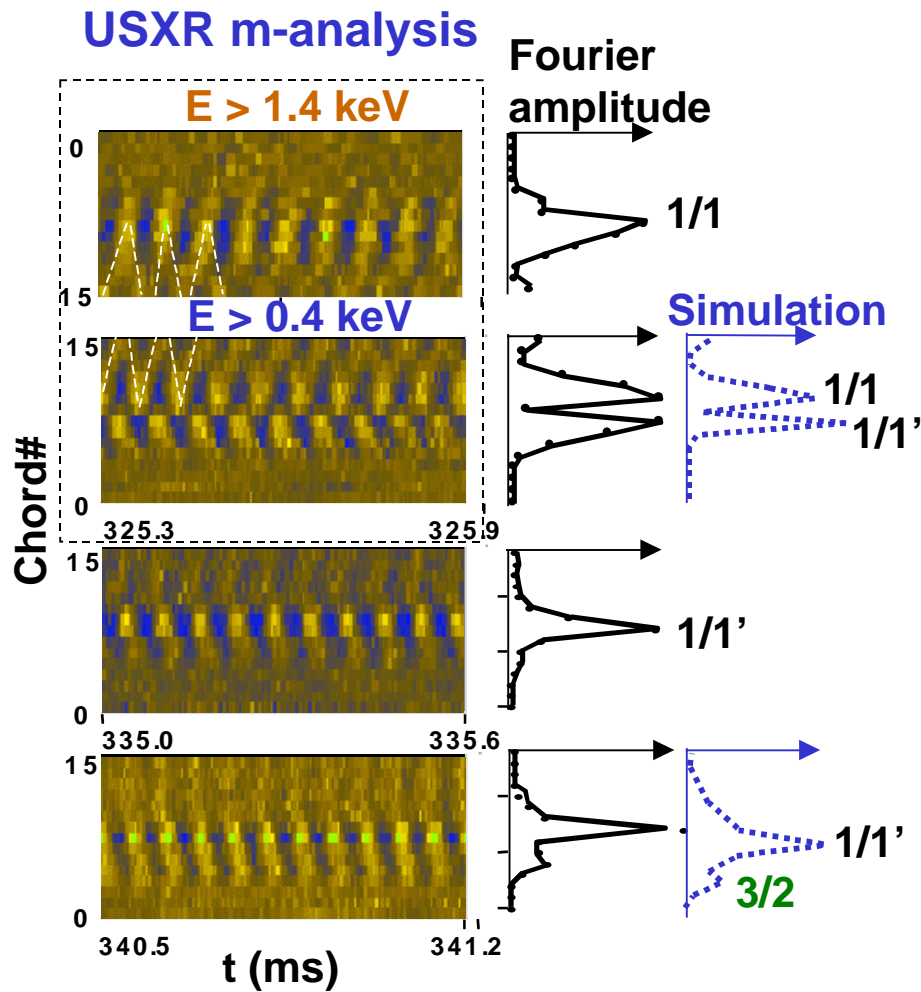 USXR m-analysis
Fourier
amplitude
E > 1.4 keV
0
1/1
15
E > 0.4 keV
Simulation
15
1/1
1/1’
Chord#
0
325.3 325.9
15
1/1’
0
335.0 335.6
15
1/1’
3/2
0
340.5 341.2
t (ms)